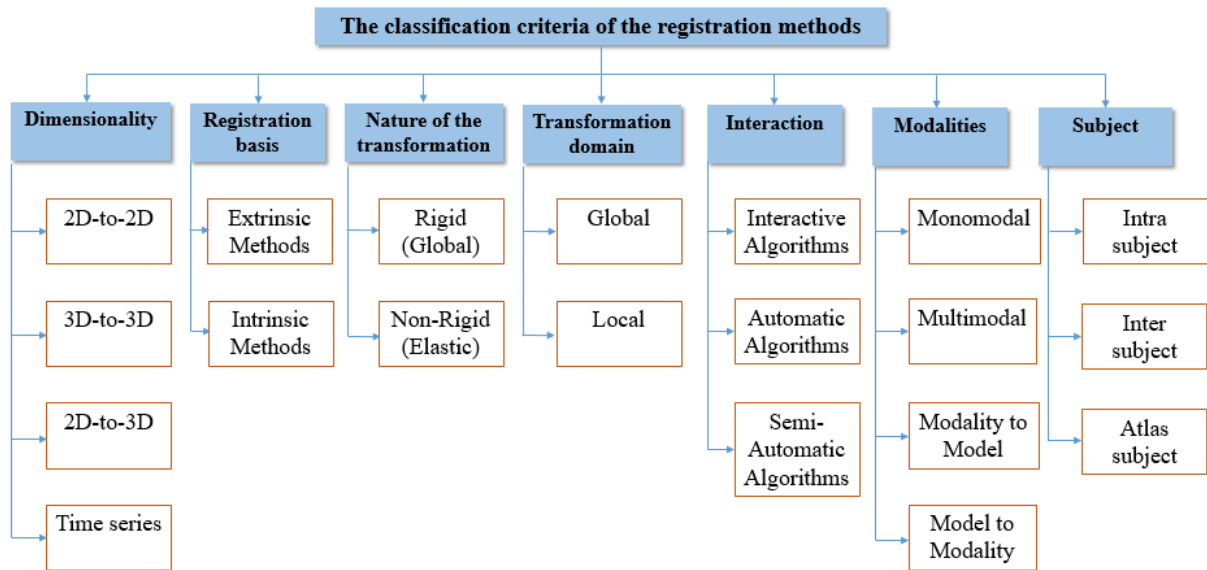 The classification criteria of the registration methods
Dimensionality
2D-to-2D
3D-to-3D
2D-to-3D
Time series
Registration
basis
Extrinsic
Methods
Intrinsic
Methods
Nature of the
transformation
Rigid
(Global)
Non-Rigid
(Elastic)
Transformation
domain
Global
Local
Interaction
Interactive
Algorithms
Automatic
Algorithms
Semi-
Automatic
Algorithms
Modalities
Monomodal
Multimodal
Modality to
Model
Model to
Modality
Subject
Intra
subject
Inter
subject
Atlas
subject